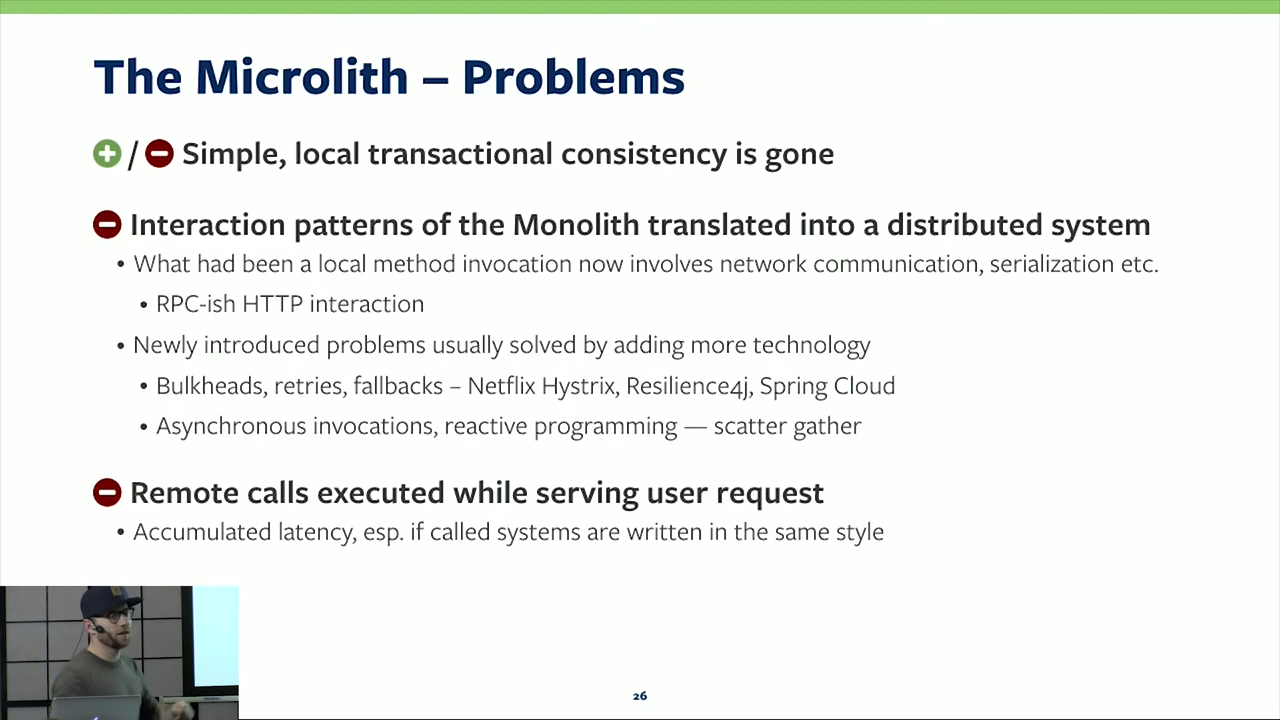 The Microlith – Problems
/ Simple, local transactional consistency is gone
Interaction patterns of the Monolith translated into a distributed system
• What had been a local method invocation now involves network communication, serialization etc.
• RPC-ish HTTP interaction
• Newly introduced problems usually solved by adding more technology
• Bulkheads, retries, fallbacks – Netflix Hystrix, Resilience4j, Spring Cloud
• Asynchronous invocations, reactive programming — scatter gather
Remote calls executed while serving user request
• Accumulated latency, esp. if called systems are written in the same style
26